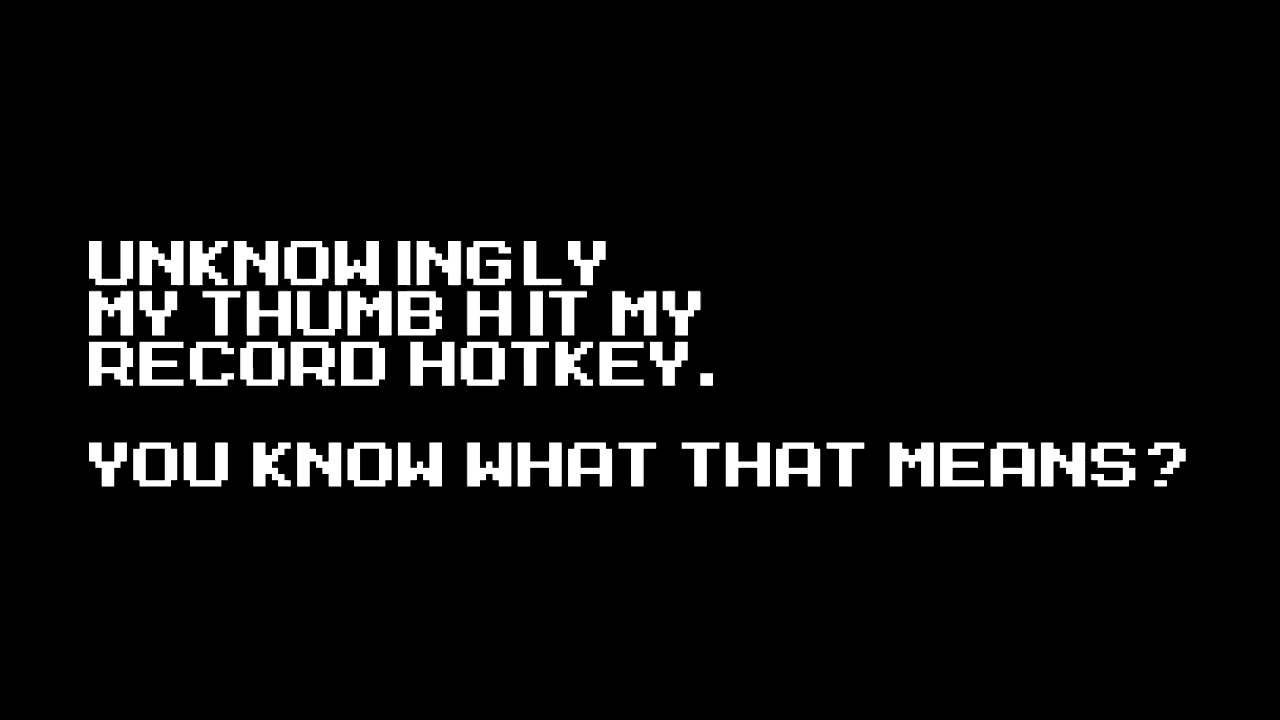 UNKNOWINGLY
MY THUMB HIT MY
RECORD HOTKEY.
YOU KNOW WHAT THAT MEANS?